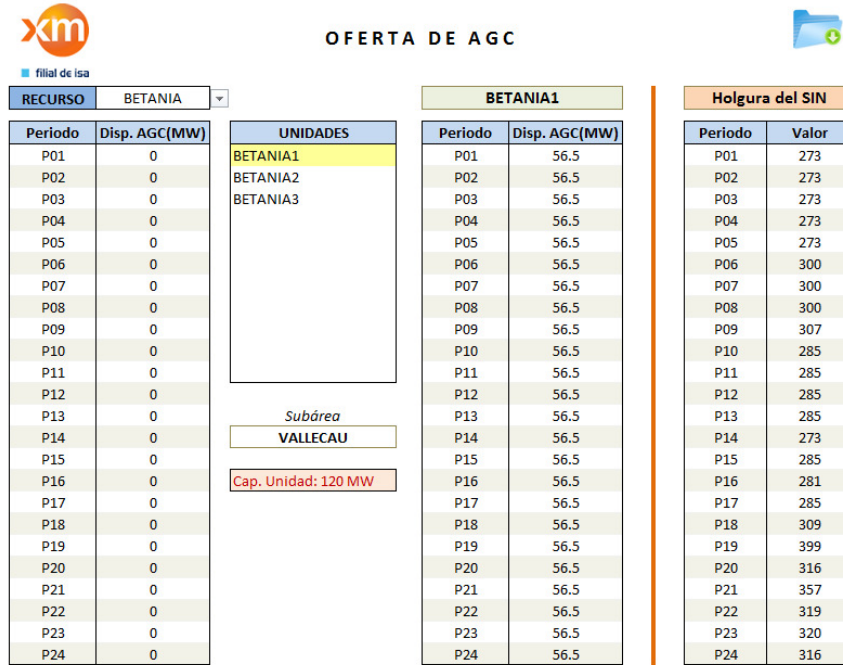 xm
OFERTA DE AGC
filial de isa
RECURSO BETANIA BETANIA1 Holgura del SIN
Periodo Disp. AGC(MW) UNIDADES Periodo Disp. AGC(MW) Periodo Valor
P01 0 BETANIA1 P01 56.5 P01 273
P02 0 BETANIA2 P02 56.5 P02 273
P03 0 BETANIA3 P03 56.5 P03 273
P04 0 P04 56.5 P04 273
P05 0 P05 56.5 P05 273
P06 0 P06 56.5 P06 300
P07 0 P07 56.5 P07 300
P08 0 P08 56.5 P08 300
P09 0 P09 56.5 P09 307
P10 0 P10 56.5 P10 285
P11 0 P11 56.5 P11 285
P12 0 P12 56.5 P12 285
P13 0 Subárea P13 56.5 P13 285
P14 0 VALLECAU P14 56.5 P14 273
P15 0 P15 56.5 P15 285
P16 0 Cap. Unidad: 120 MW P16 56.5 P16 281
P17 0 P17 56.5 P17 285
P18 0 P18 56.5 P18 309
P19 0 P19 56.5 P19 399
P20 0 P20 56.5 P20 316
P21 0 P21 56.5 P21 357
P22 0 P22 56.5 P22 319
P23 0 P23 56.5 P23 320
P24 0 P24 56.5 P24 316